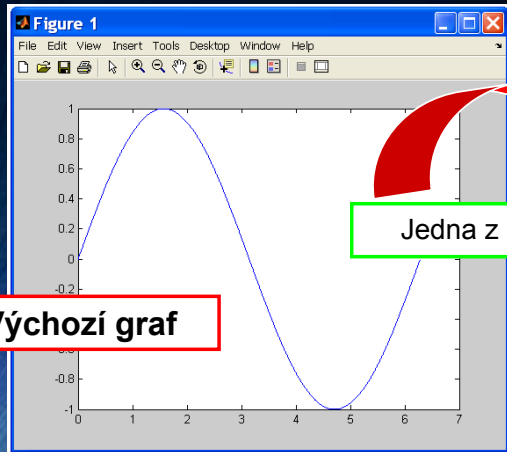 Figure 1
File Edit View Insert Tools Desktop Window Help
1
0.8
0.6
0.4
0.2
0
-0.2
-0.8
-1
0 1 2 3 4 5 6 7
Jedna z
Výchozí graf